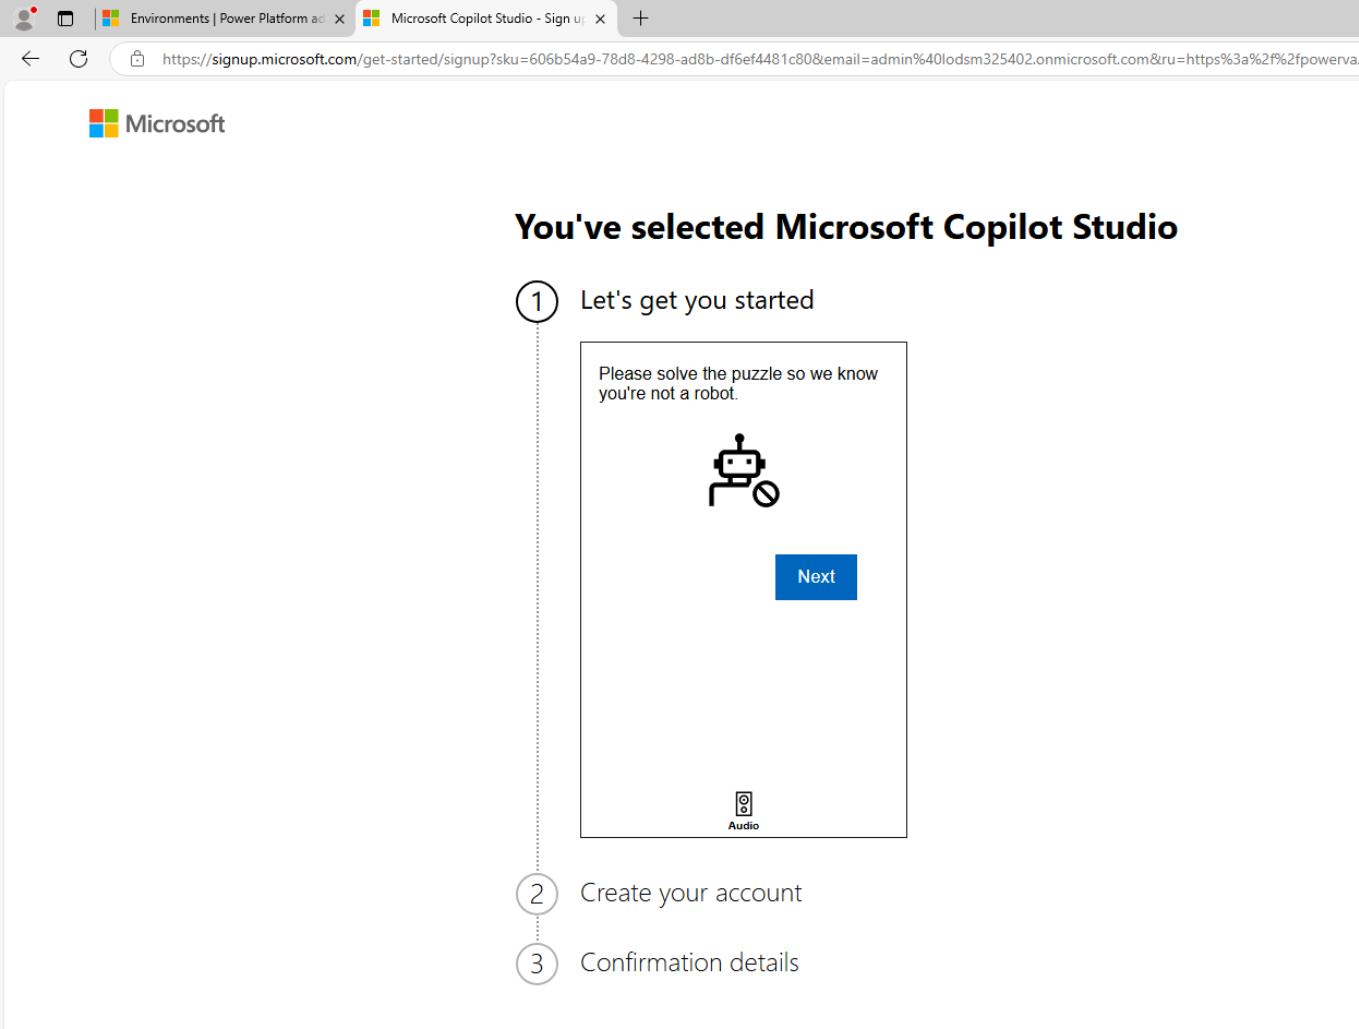 Environments | Power Platform ad
Microsoft Copilot Studio - Sign up
https://signup.microsoft.com/get-started/signup?sku=606b54a9-78d8-4298-ad8b-df6ef4481c80&email=admin%40lodsm325402.onmicrosoft.com&ru=https%3a%2f%2fpowerva
Microsoft
You've selected Microsoft Copilot Studio
1 Let's get you started
Please solve the puzzle so we know
you're not a robot.
Next
Audio
2 Create your account
3 Confirmation details